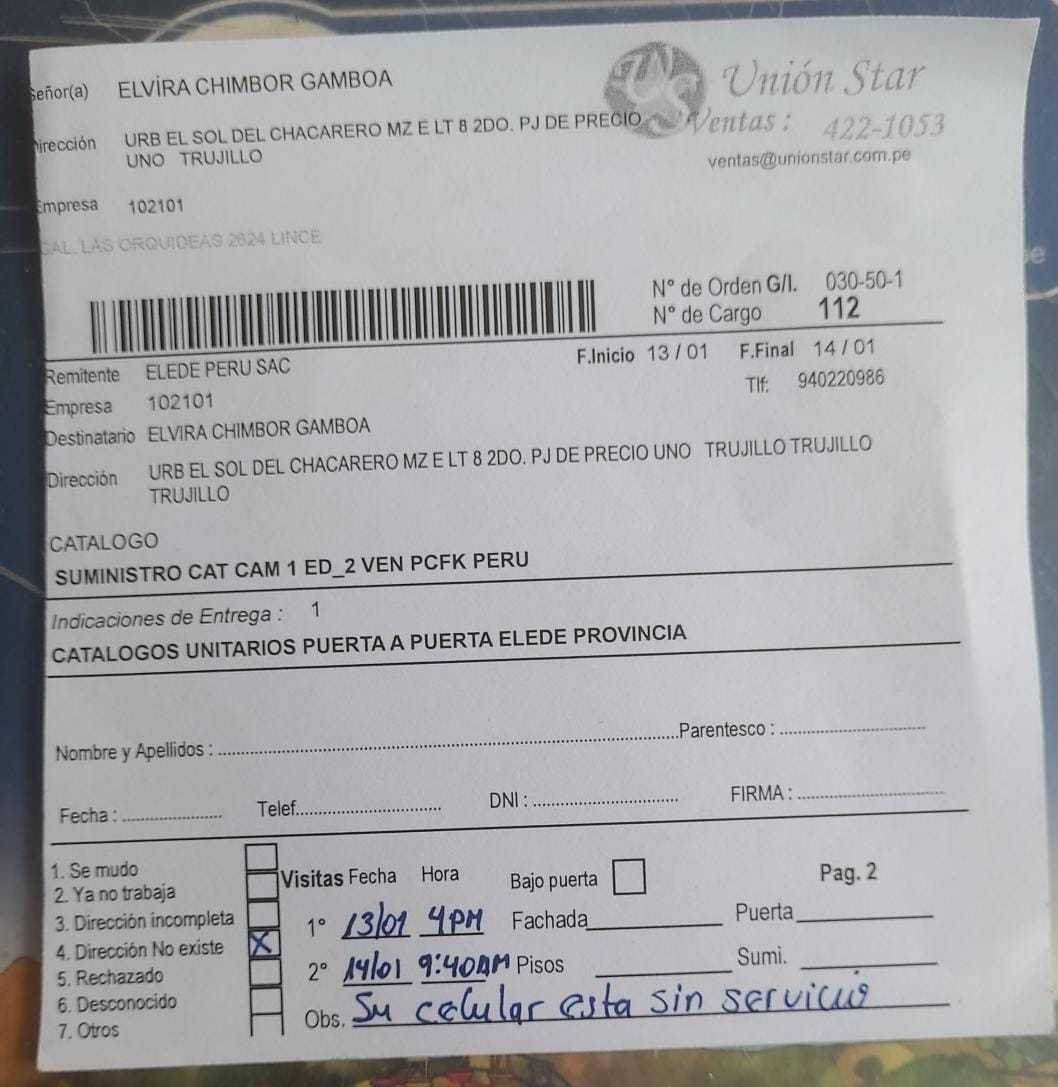 Señor(a) ELVIRA CHIMBOR GAMBOA
Unión Star
Dirección URB EL SOL DEL CHACARERO MZ E LT 8 2DO. PJ DE PRECIO
UNO TRUJILLO
Ventas : 422-1053
ventas@unionstar.com.pe
Empresa 102101
CAL. LAS ORQUIDEAS 2624 LINCE
N° de Orden G/I. 030-50-1
N° de Cargo 112
Remitente ELEDE PERU SAC
F.Inicio 13 / 01 F.Final 14 / 01
Empresa 102101
Tlf: 940220986
Destinatario ELVIRA CHIMBOR GAMBOA
Dirección URB EL SOL DEL CHACARERO MZ E LT 8 2DO. PJ DE PRECIO UNO TRUJILLO TRUJILLO
TRUJILLO
CATALOGO
SUMINISTRO CAT CAM 1 ED_2 VEN PCFK PERU
Indicaciones de Entrega : 1
CATALOGOS UNITARIOS PUERTA A PUERTA ELEDE PROVINCIA
Nombre y Apellidos : Parentesco :
Fecha : Telef. DNI : FIRMA :
1. Se mudo
2. Ya no trabaja
3. Dirección incompleta
4. Dirección No existe X
5. Rechazado
6. Desconocido
7. Otros
Visitas Fecha Hora Bajo puerta Pag. 2
1° 13/01 4PM Fachada Puerta
2° 14/01 9:40AM Pisos Sumi.
Obs. Su celular esta sin servicio